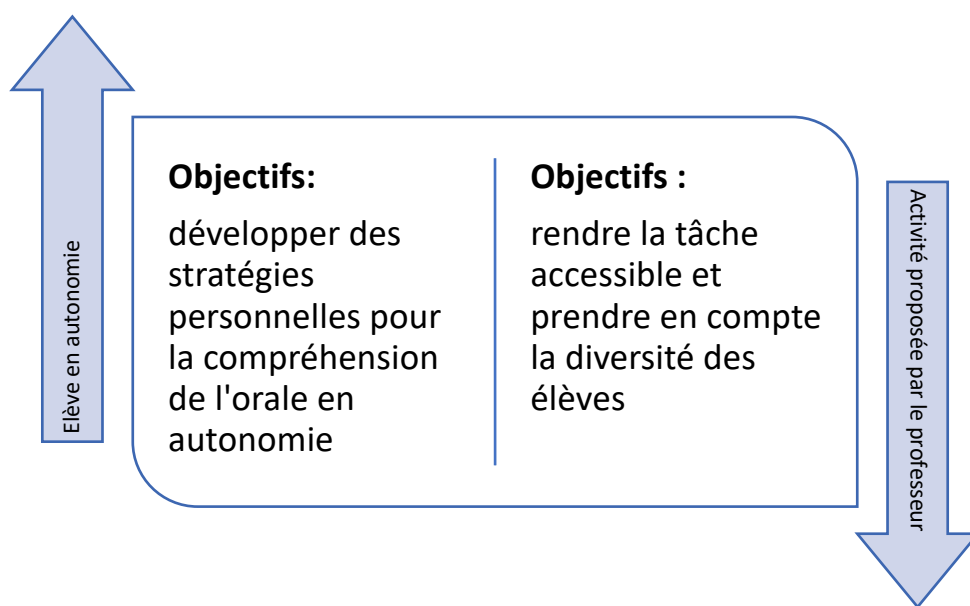 Elève en autonomie
Objectifs:
développer des
stratégies
personnelles pour
la compréhension
de l'orale en
autonomie
Objectifs :
rendre la tâche
accessible et
prendre en compte
la diversité des
élèves
Activité proposée par le professeur